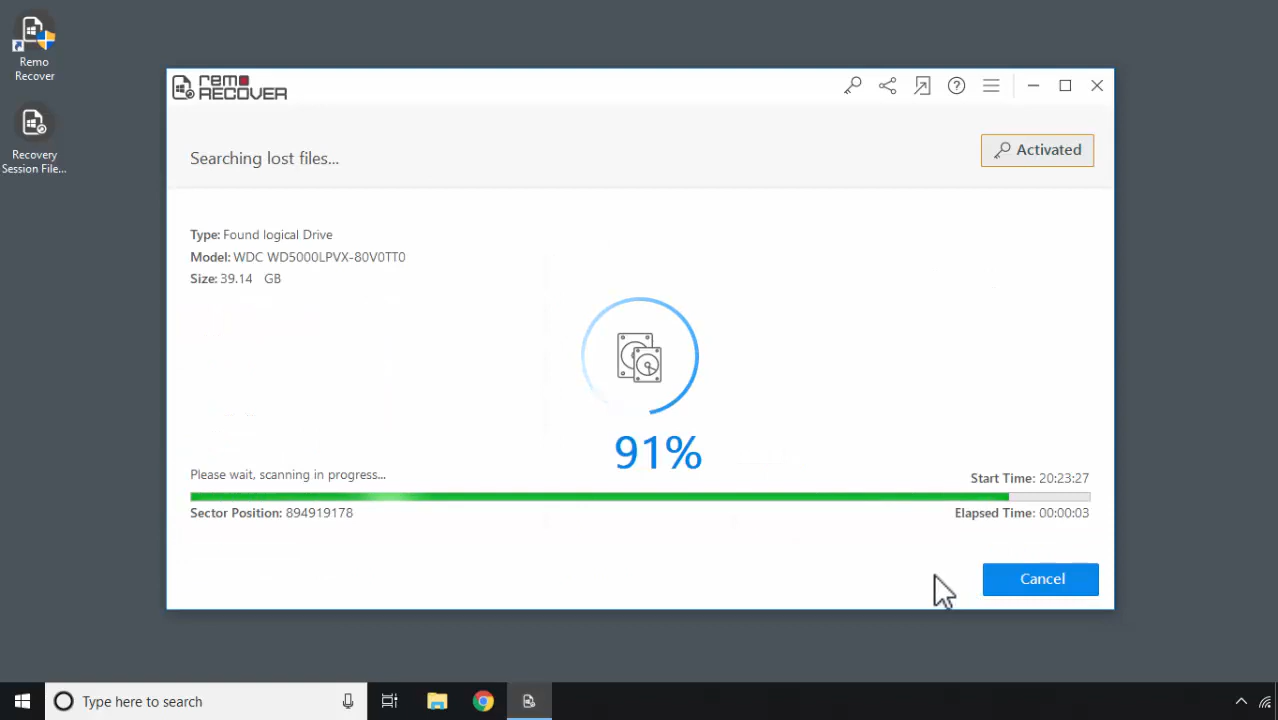 Remo
Recover
Recovery
Session File...
remo
RECOVER
Searching lost files...
Activated
Type: Found logical Drive
Model: WDC WD5000LPVX-80V0TT0
Size: 39.14 GB
91%
Please wait, scanning in progress...
Start Time: 20:23:27
Sector Position: 894919178
Elapsed Time: 00:00:03
Cancel
Type here to search